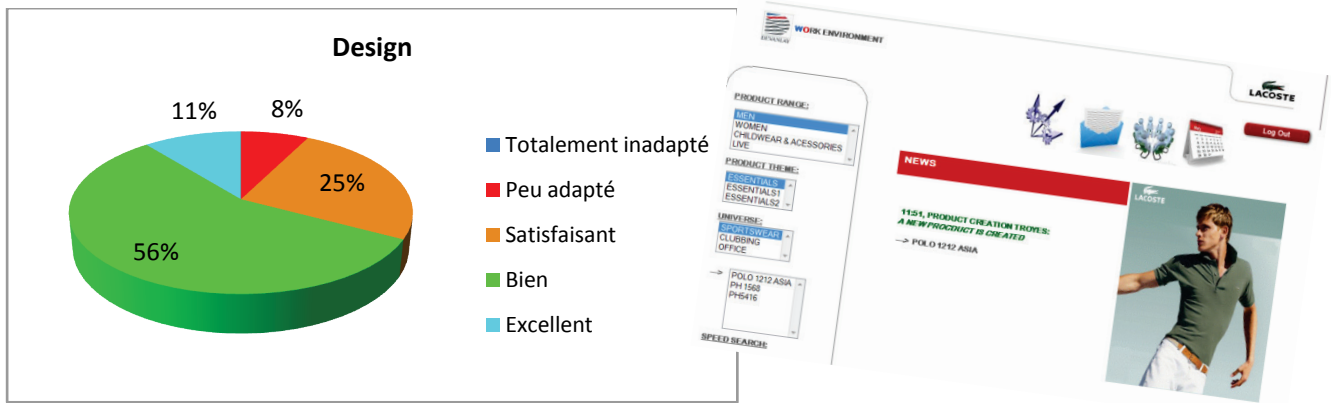 Design
11%
8%
25%
56%
Totalement inadapté
Peu adapté
Satisfaisant
Bien
Excellent
DEVANLAY
WORK ENVIRONMENT
LACOSTE
Log Out
PRODUCT RANGE:
MEN
WOMEN
CHILDWEAR & ACESSORIES
LIVE
PRODUCT THEME:
ESSENTIALS
ESSENTIALS1
ESSENTIALS2
UNIVERSE:
SPORTSWEAR
CLUBBING
OFFICE
--> POLO 1212 ASIA
PH 1568
PH5416
SPEED SEARCH:
NEWS
11:51, PRODUCT CREATION TROYES:
A NEW PROCDUCT IS CREATED
--> POLO 1212 ASIA
LACOSTE